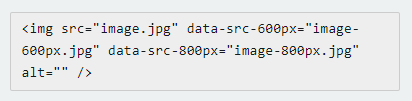 <img src="image.jpg" data-src-600px="image-
600px.jpg" data-src-800px="image-800px.jpg"
alt="" />